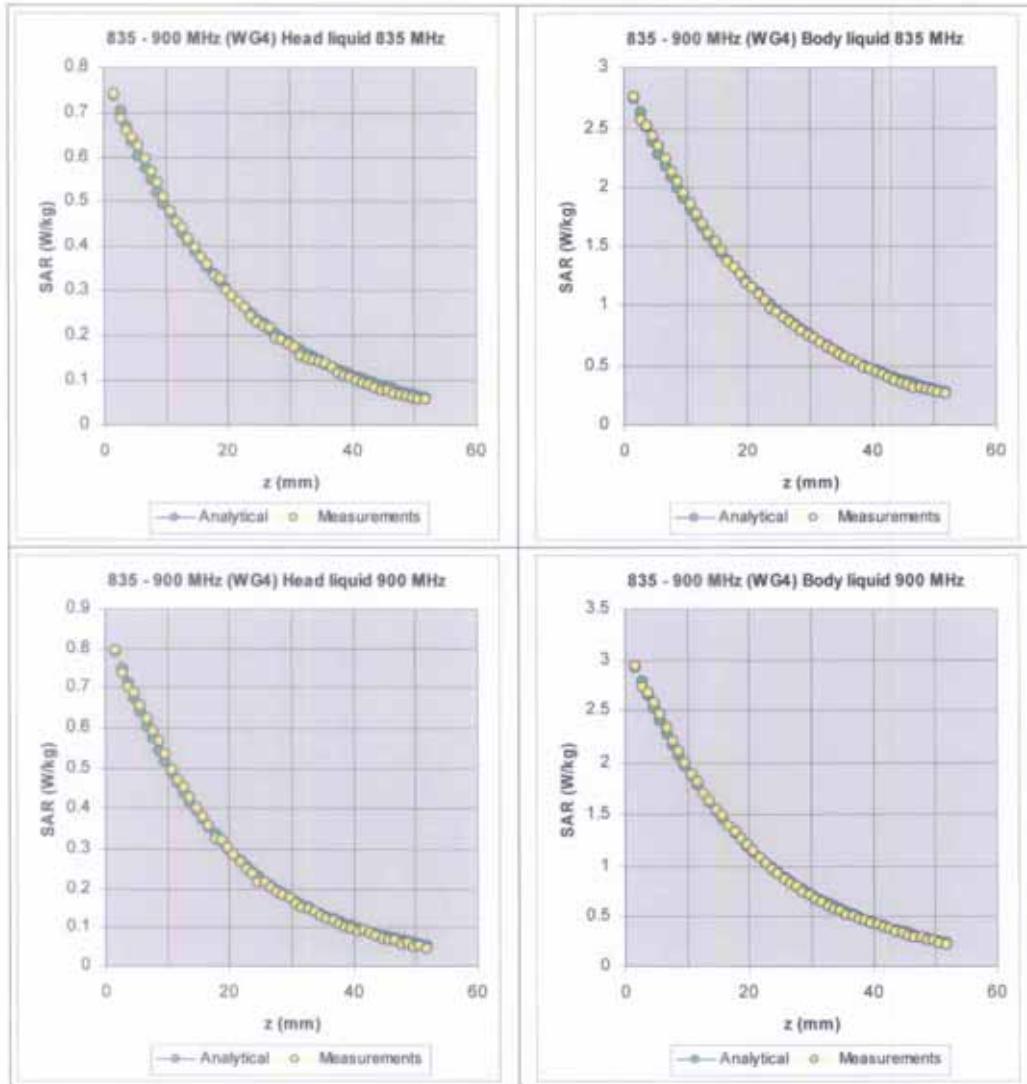 835 - 900 MHz (WG4) Head liquid 835 MHz
0.8
0.7
0.6
0.5
0.4
0.3
0.2
0.1
0
SAR (W/kg)
0 20 40 60
z (mm)
Analytical Measurements
835 - 900 MHz (WG4) Body liquid 835 MHz
3
2.5
2
1.5
1
0.5
0
SAR (W/kg)
0 20 40 60
z (mm)
Analytical Measurements
835 - 900 MHz (WG4) Head liquid 900 MHz
0.9
0.8
0.7
0.6
0.5
0.4
0.3
0.2
0.1
0
SAR (W/kg)
0 20 40 60
z (mm)
Analytical Measurements
835 - 900 MHz (WG4) Body liquid 900 MHz
3.5
3
2.5
2
1.5
1
0.5
0
SAR (W/kg)
0 20 40 60
z (mm)
Analytical Measurements